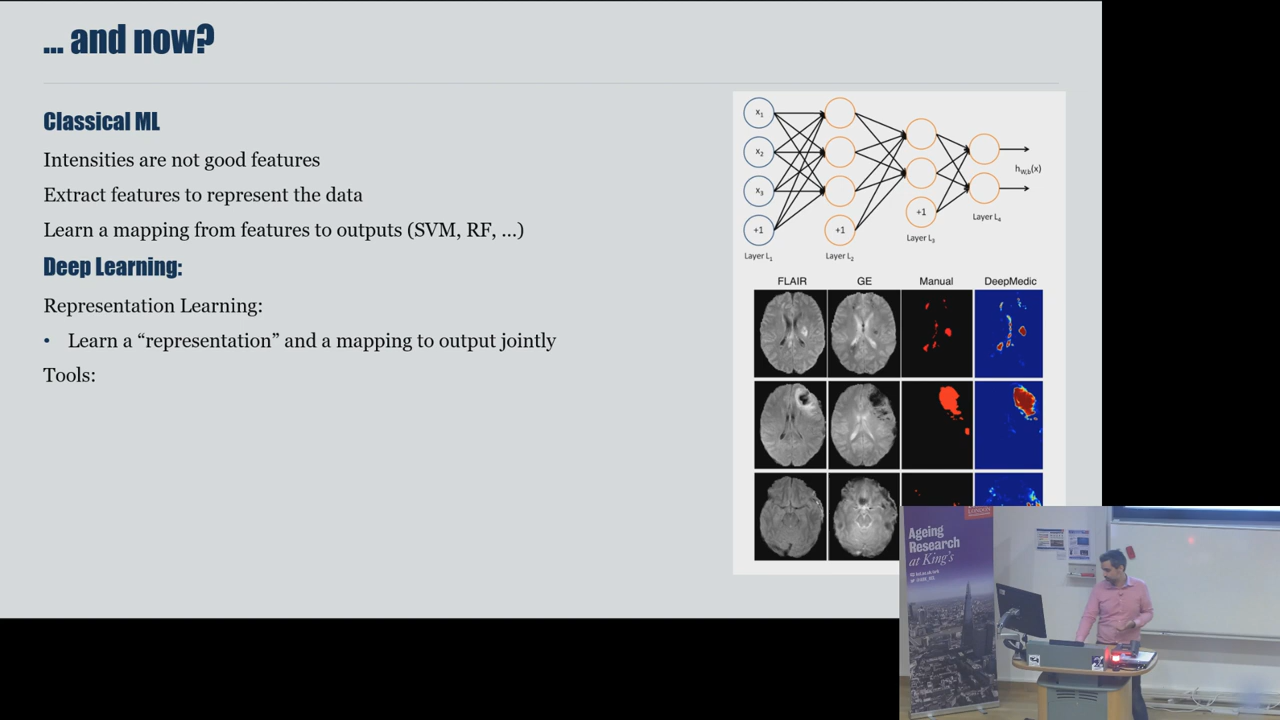 ... and now?
Classical ML
Intensities are not good features
Extract features to represent the data
Learn a mapping from features to outputs (SVM, RF, ...)
Deep Learning:
Representation Learning:
• Learn a “representation” and a mapping to output jointly
Tools:
x1
x2
x3
+1
+1
+1
hW,b(x)
Layer L1
Layer L2
Layer L3
Layer L4
FLAIR GE Manual DeepMedic
LONDON
Ageing
Research
at King's